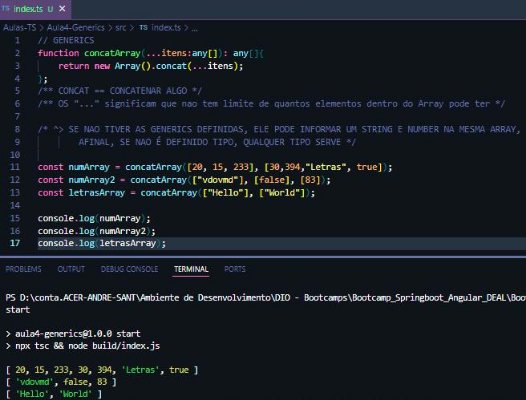 TS index.ts U X
Aulas-TS > Aula4-Generics > src > TS index.ts > ...
1 // GENERICS
2 function concatArray(...itens:any[]): any[]{
3 return new Array().concat(...itens);
4 };
5 /** CONCAT == CONCATENAR ALGO */
6 /** OS "..." significam que nao tem limite de quantos elementos dentro do Array pode ter */
7
8 /* ^> SE NAO TIVER AS GENERICS DEFINIDAS, ELE PODE INFORMAR UM STRING E NUMBER NA MESMA ARRAY,
9 AFINAL, SE NAO É DEFINIDO TIPO, QUALQUER TIPO SERVE */
10
11 const numArray = concatArray([20, 15, 233], [30,394,"Letras", true]);
12 const numArray2 = concatArray(["vdovmd"], [false], [83]);
13 const letrasArray = concatArray(["Hello"], ["World"]);
14
15 console.log(numArray);
16 console.log(numArray2);
17 console.log(letrasArray);
PROBLEMS OUTPUT DEBUG CONSOLE TERMINAL PORTS
PS D:\conta.ACER-ANDRE-SANT\Ambiente de Desenvolvimento\DIO - Bootcamps\Bootcamp_Springboot_Angular_DEAL\Boo
start
> aula4-generics@1.0.0 start
> npx tsc && node build/index.js
[ 20, 15, 233, 30, 394, 'Letras', true ]
[ 'vdovmd', false, 83 ]
[ 'Hello', 'World' ]